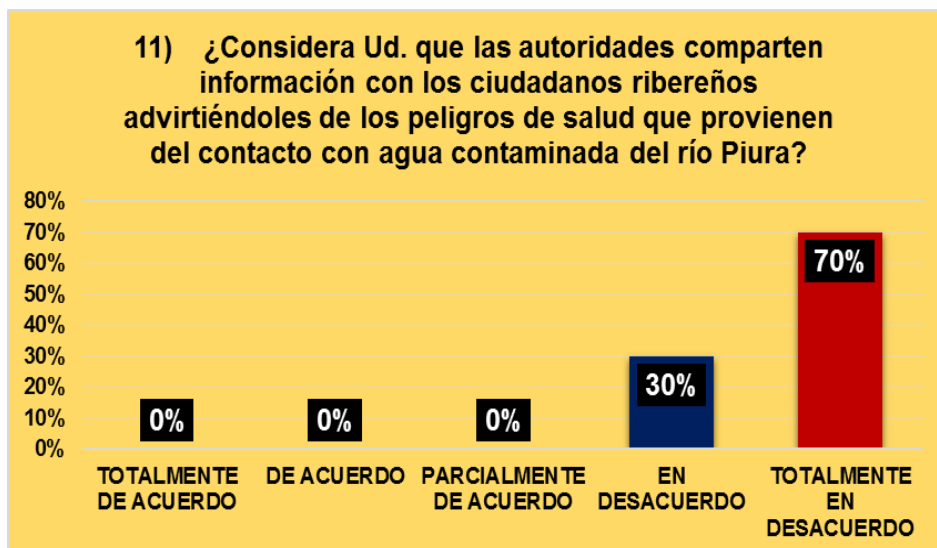 11) ¿Considera Ud. que las autoridades comparten
información con los ciudadanos ribereños
advirtiéndoles de los peligros de salud que provienen
del contacto con agua contaminada del río Piura?
80%
70%
60%
50%
40%
30%
20%
10%
0%
0%
0%
0%
30%
70%
TOTALMENTE
DE ACUERDO
DE ACUERDO
PARCIALMENTE
DE ACUERDO
EN
DESACUERDO
TOTALMENTE
EN
DESACUERDO